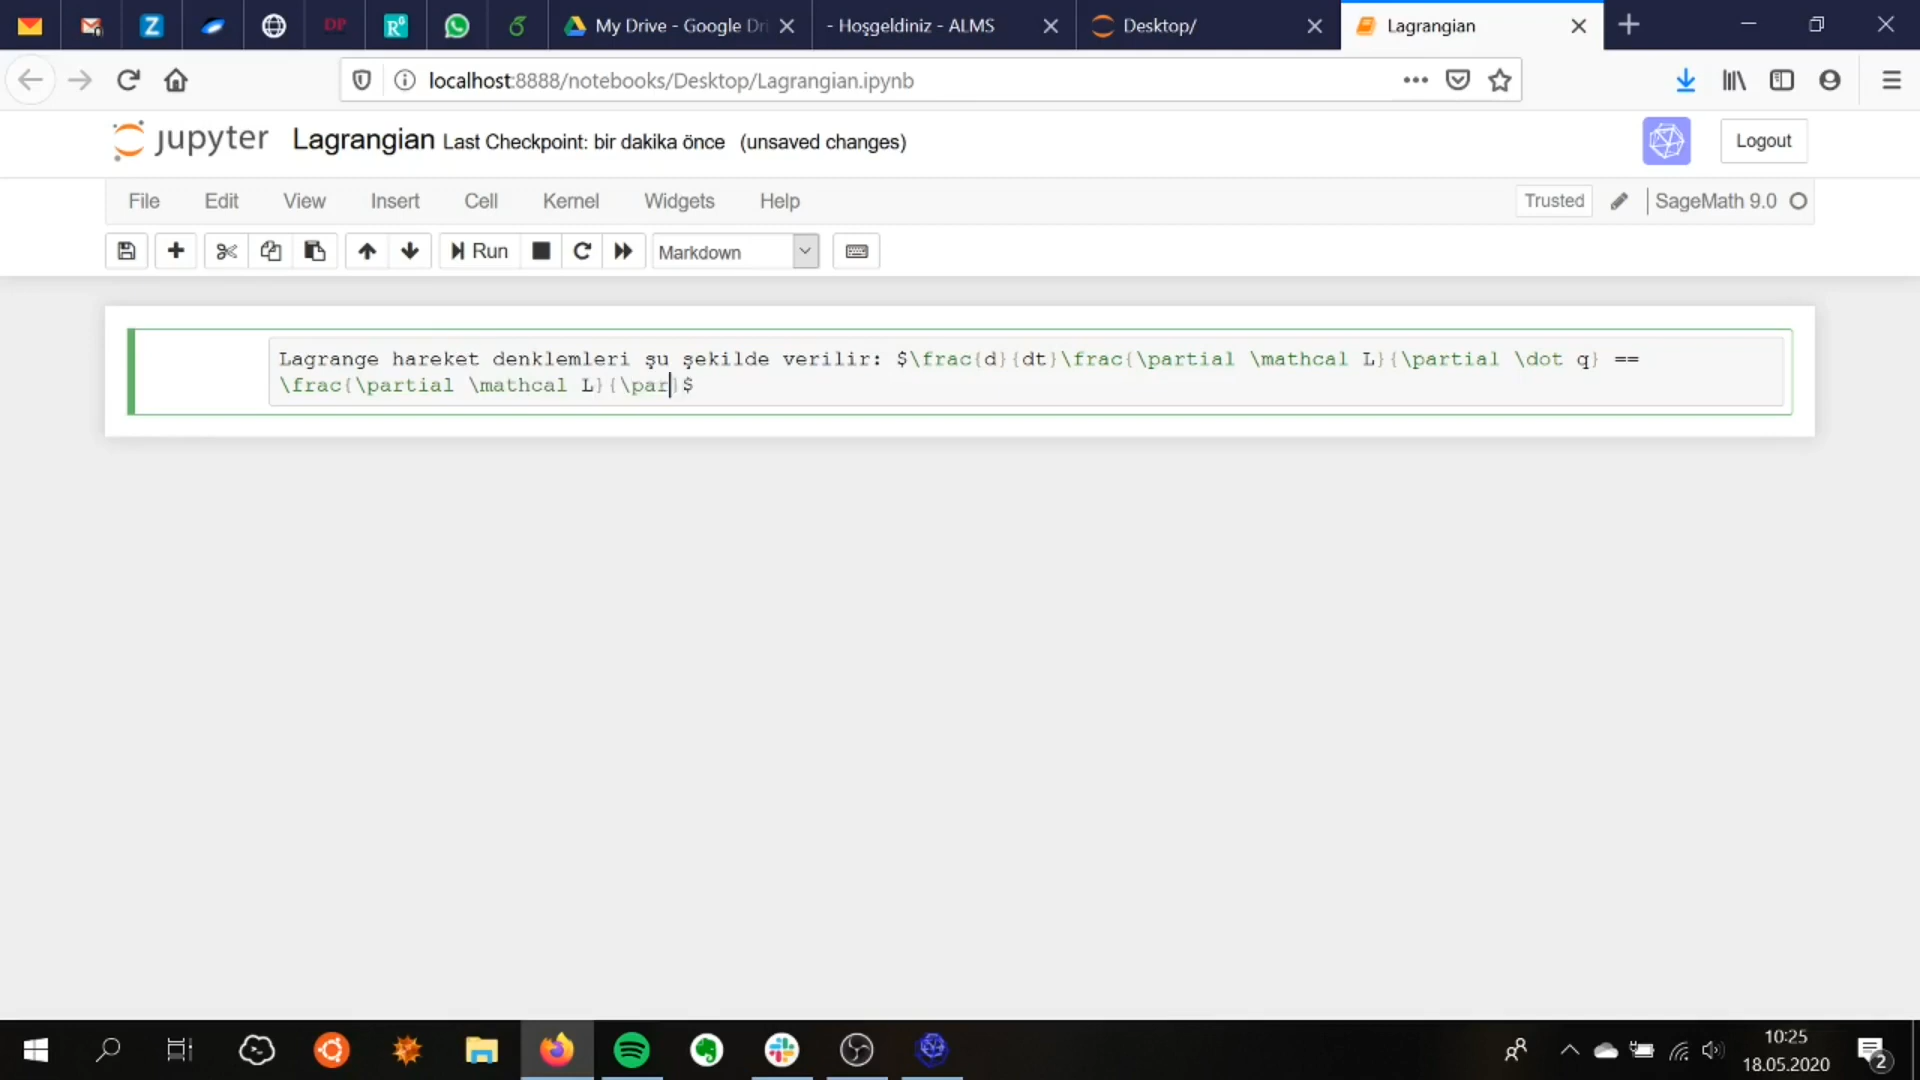 DP
My Drive - Google Dri
- Hoşgeldiniz - ALMS
Desktop/
Lagrangian
localhost:8888/notebooks/Desktop/Lagrangian.ipynb
jupyter
Lagrangian Last Checkpoint: bir dakika önce (unsaved changes)
Logout
File Edit View Insert Cell Kernel Widgets Help
Trusted
SageMath 9.0
Run
Markdown
Lagrange hareket denklemleri şu şekilde verilir: $\frac{d}{dt}\frac{\partial \mathcal L}{\partial \dot q} ==
\frac{\partial \mathcal L}{\par}$
10:25
18.05.2020
2